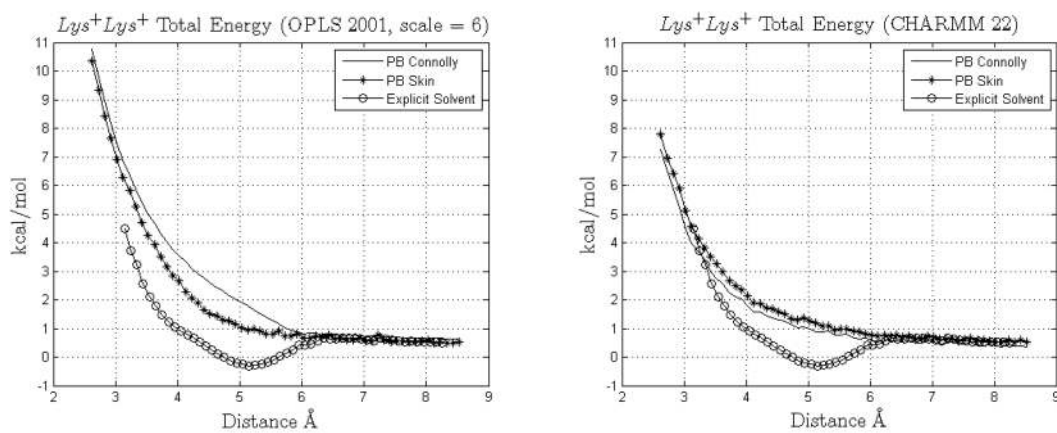 Lys⁺Lys⁺ Total Energy (OPLS 2001, scale = 6)
PB Connolly
PB Skin
Explicit Solvent
kcal/mol
11
10
9
8
7
6
5
4
3
2
1
0
-1
2 3 4 5 6 7 8 9
Distance Å
Lys⁺Lys⁺ Total Energy (CHARMM 22)
PB Connolly
PB Skin
Explicit Solvent
kcal/mol
11
10
9
8
7
6
5
4
3
2
1
0
-1
2 3 4 5 6 7 8 9
Distance Å